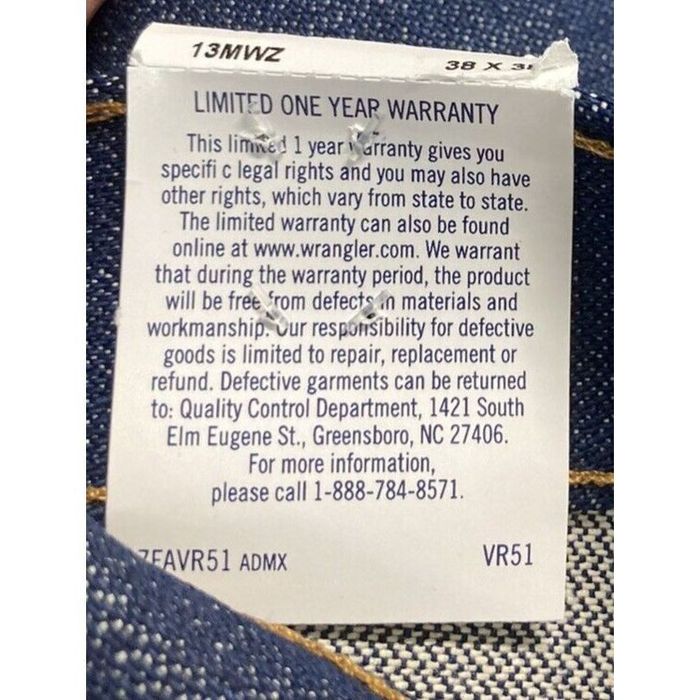 13MWZ 38 X
LIMITED ONE YEAR WARRANTY
This limited 1 year warranty gives you
specifi c legal rights and you may also have
other rights, which vary from state to state.
The limited warranty can also be found
online at www.wrangler.com. We warrant
that during the warranty period, the product
will be free from defects in materials and
workmanship. Our responsibility for defective
goods is limited to repair, replacement or
refund. Defective garments can be returned
to: Quality Control Department, 1421 South
Elm Eugene St., Greensboro, NC 27406.
For more information,
please call 1-888-784-8571.
ADMX VR51